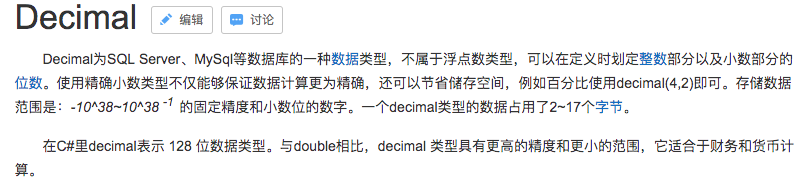 Decimal 编辑 讨论
Decimal为SQL Server、MySql等数据库的一种数据类型，不属于浮点数类型，可以在定义时划定整数部分以及小数部分的
位数。使用精确小数类型不仅能够保证数据计算更为精确，还可以节省储存空间，例如百分比使用decimal(4,2)即可。存储数据
范围是：-10^38~10^38 -1 的固定精度和小数位的数字。一个decimal类型的数据占用了2~17个字节。
在C#里decimal表示 128 位数据类型。与double相比，decimal 类型具有更高的精度和更小的范围，它适合于财务和货币计
算。